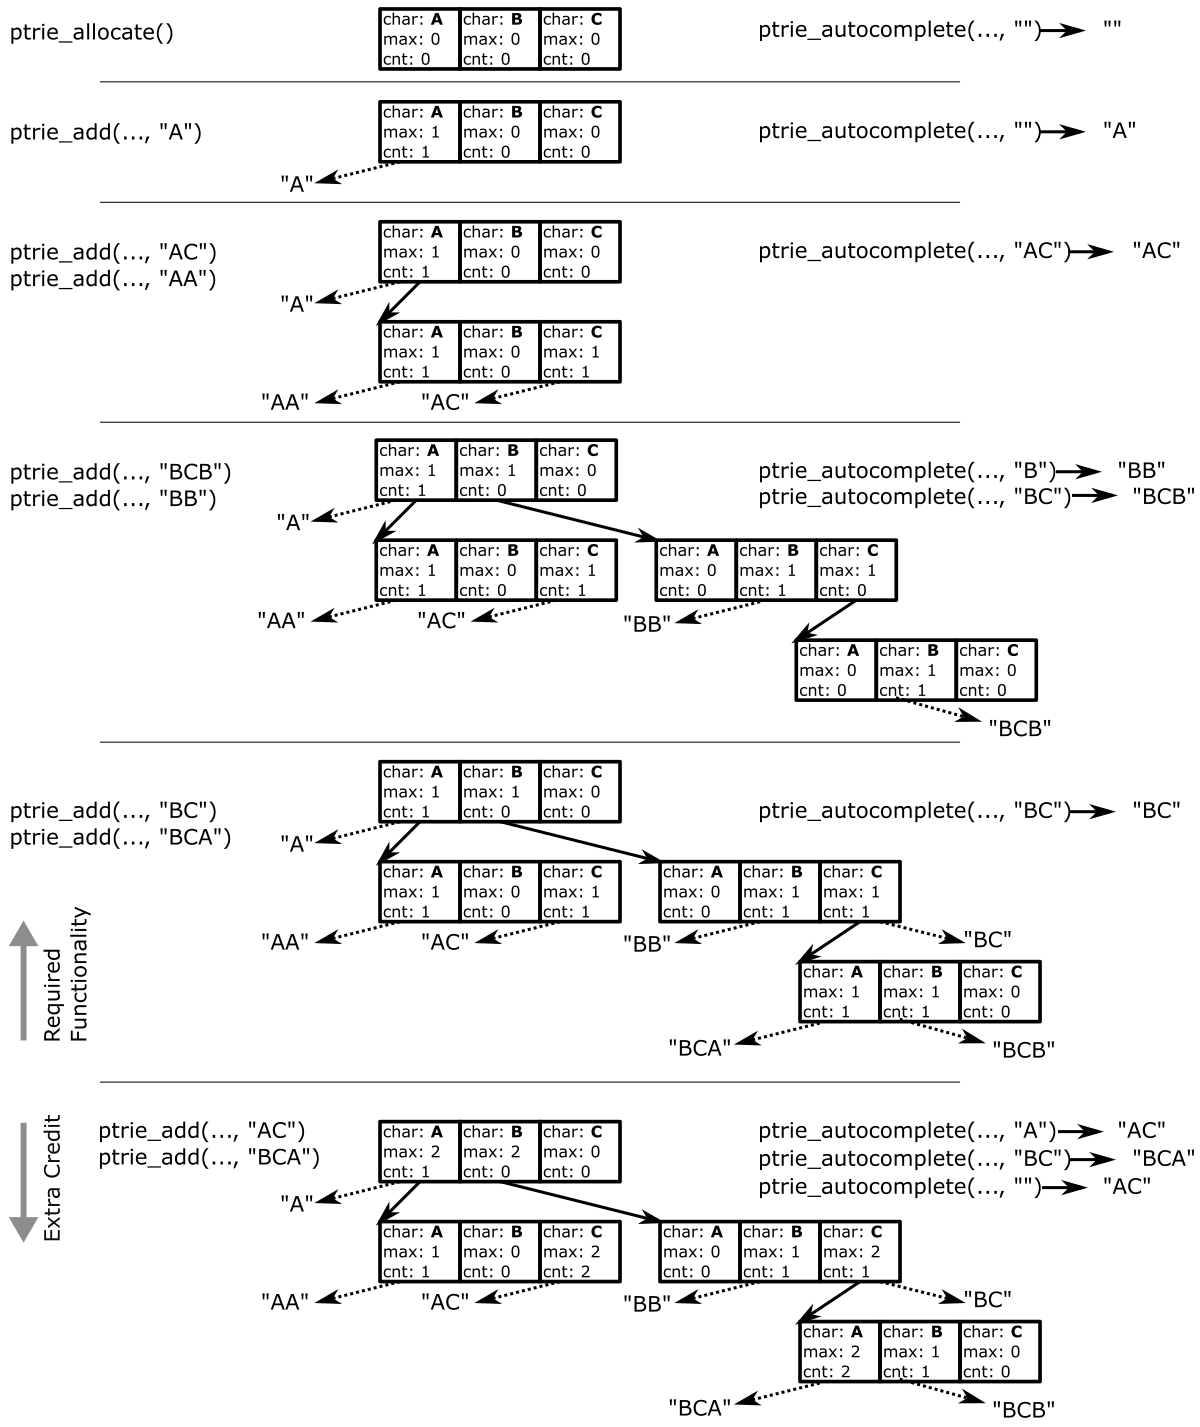 ptrie_allocate()
char: A char: B char: C
max: 0 max: 0 max: 0
cnt: 0 cnt: 0 cnt: 0
ptrie_autocomplete(..., "") ""
ptrie_add(..., "A")
char: A char: B char: C
max: 1 max: 0 max: 0
cnt: 1 cnt: 0 cnt: 0
"A"
ptrie_autocomplete(..., "") "A"
ptrie_add(..., "AC")
ptrie_add(..., "AA")
char: A char: B char: C
max: 1 max: 0 max: 0
cnt: 1 cnt: 0 cnt: 0
"A"
char: A char: B char: C
max: 1 max: 0 max: 1
cnt: 1 cnt: 0 cnt: 1
"AA" "AC"
ptrie_autocomplete(..., "AC") "AC"
ptrie_add(..., "BCB")
ptrie_add(..., "BB")
char: A char: B char: C
max: 1 max: 1 max: 0
cnt: 1 cnt: 0 cnt: 0
ptrie_autocomplete(..., "B") "BB"
ptrie_autocomplete(..., "BC") "BCB"
"A"
char: A char: B char: C char: A char: B char: C
max: 1 max: 0 max: 1 max: 0 max: 1 max: 1
cnt: 1 cnt: 0 cnt: 1 cnt: 0 cnt: 1 cnt: 0
"AA" "AC" "BB"
char: A char: B char: C
max: 0 max: 1 max: 0
cnt: 0 cnt: 1 cnt: 0
"BCB"
ptrie_add(..., "BC")
ptrie_add(..., "BCA")
char: A char: B char: C
max: 1 max: 1 max: 0
cnt: 1 cnt: 0 cnt: 0
ptrie_autocomplete(..., "BC") "BC"
"A"
char: A char: B char: C char: A char: B char: C
max: 1 max: 0 max: 1 max: 0 max: 1 max: 1
cnt: 1 cnt: 0 cnt: 1 cnt: 0 cnt: 1 cnt: 1
"AA" "AC" "BB" "BC"
char: A char: B char: C
max: 1 max: 1 max: 0
cnt: 1 cnt: 1 cnt: 0
"BCA" "BCB"
Required
Functionality
Extra Credit
ptrie_add(..., "AC")
ptrie_add(..., "BCA")
char: A char: B char: C
max: 2 max: 2 max: 0
cnt: 1 cnt: 0 cnt: 0
ptrie_autocomplete(..., "A") "AC"
ptrie_autocomplete(..., "BC") "BCA"
ptrie_autocomplete(..., "") "AC"
"A"
char: A char: B char: C char: A char: B char: C
max: 1 max: 0 max: 2 max: 0 max: 1 max: 2
cnt: 1 cnt: 0 cnt: 2 cnt: 0 cnt: 1 cnt: 1
"AA" "AC" "BB" "BC"
char: A char: B char: C
max: 2 max: 1 max: 0
cnt: 2 cnt: 1 cnt: 0
"BCA" "BCB"